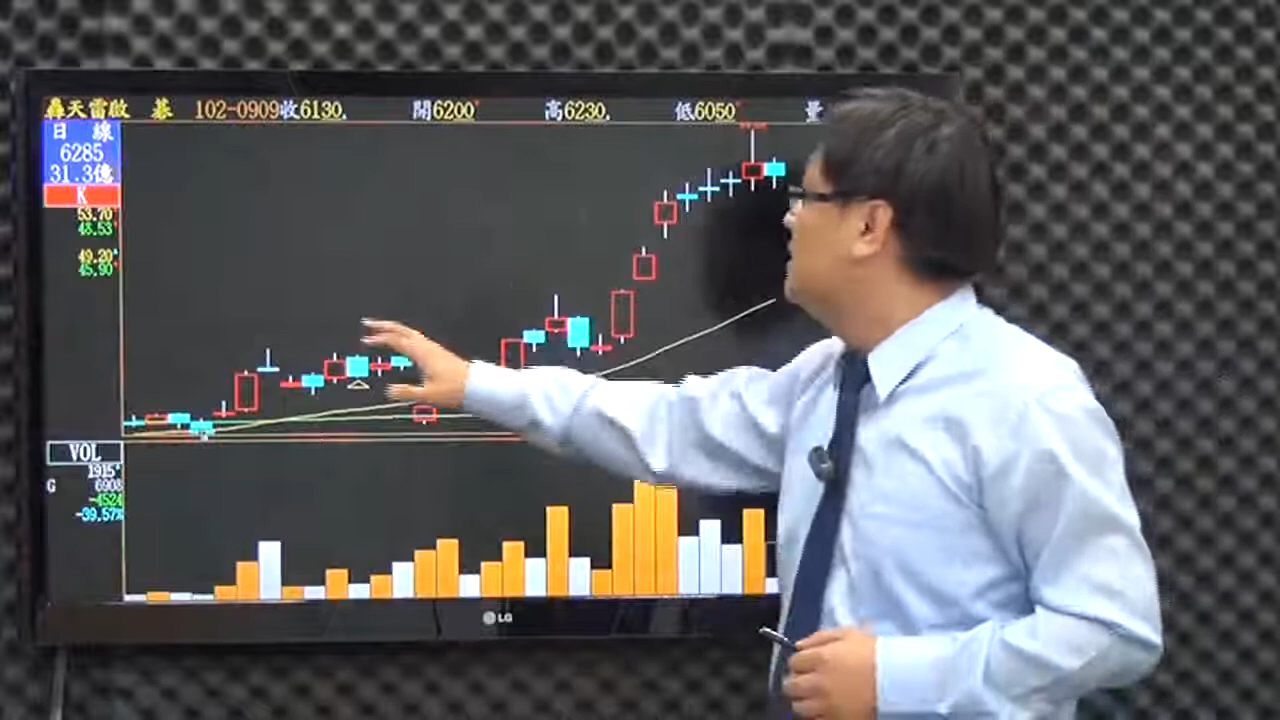 轟天雷啟 碁 102-0909收6130. 開6200 高6230. 低6050 量
日 線
6285
31.3億
K
53.70
48.53
49.20
45.90
VOL
1915
G 6908
-4524
-39.57%
LG